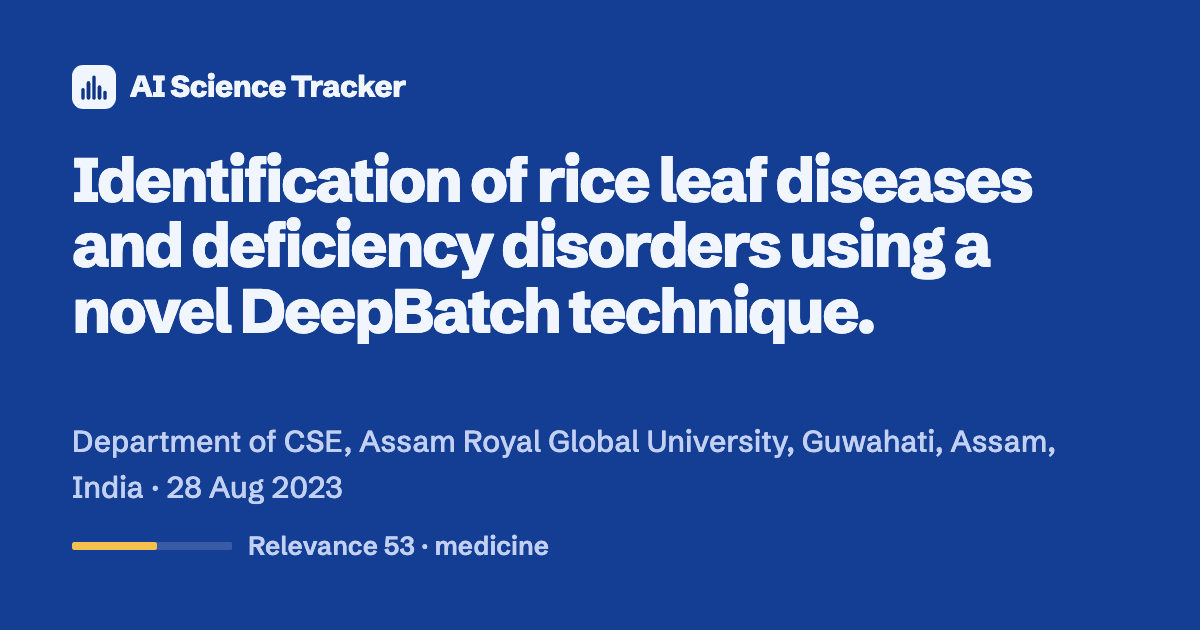 AI Science Tracker
Identification of rice leaf diseases
and deficiency disorders using a
novel DeepBatch technique.
Department of CSE, Assam Royal Global University, Guwahati, Assam,
India · 28 Aug 2023
Relevance 53 · medicine